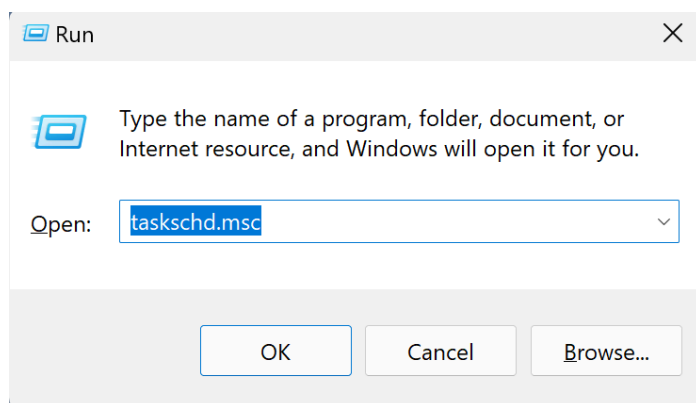 Run
Type the name of a program, folder, document, or
Internet resource, and Windows will open it for you.
Open: taskschd.msc
OK Cancel Browse...